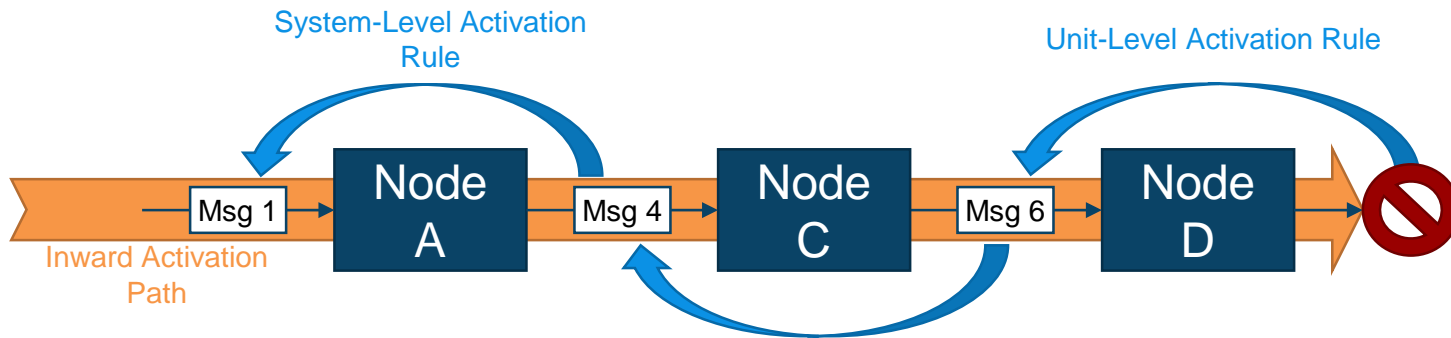 System-Level Activation
Rule
Unit-Level Activation Rule
Msg 1
Node
A
Msg 4
Node
C
Msg 6
Node
D
Inward Activation
Path